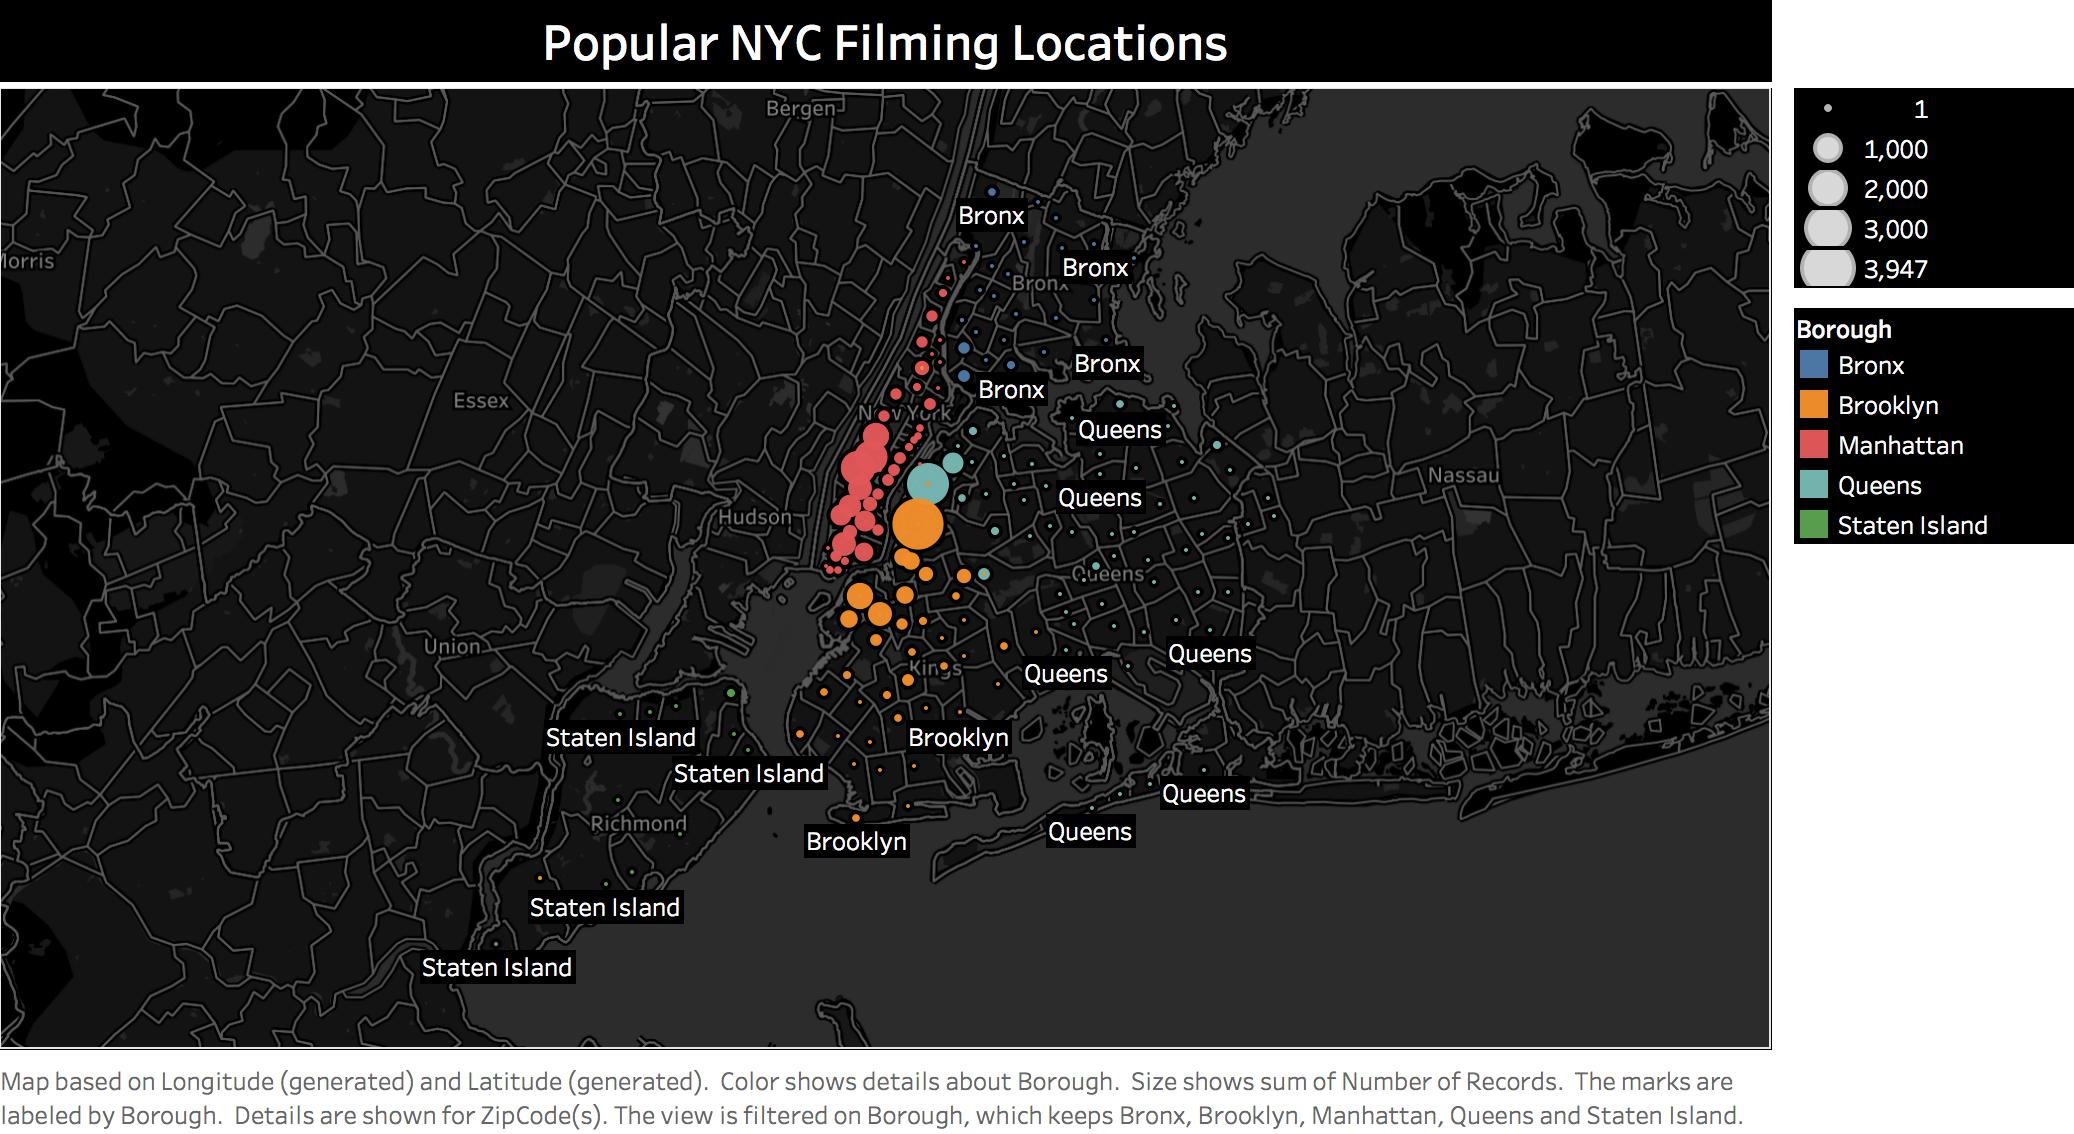 Popular NYC Filming Locations
Bergen
Morris
Bronx
Bronx
Bronx
Bronx
Bronx
Essex
New York
Queens
Nassau
Queens
Hudson
Queens
Union
Queens
Kings
Queens
Staten Island
Brooklyn
Staten Island
Queens
Richmond
Queens
Brooklyn
Staten Island
Staten Island
1
1,000
2,000
3,000
3,947
Borough
Bronx
Brooklyn
Manhattan
Queens
Staten Island
Map based on Longitude (generated) and Latitude (generated).  Color shows details about Borough.  Size shows sum of Number of Records.  The marks are
labeled by Borough.  Details are shown for ZipCode(s). The view is filtered on Borough, which keeps Bronx, Brooklyn, Manhattan, Queens and Staten Island.